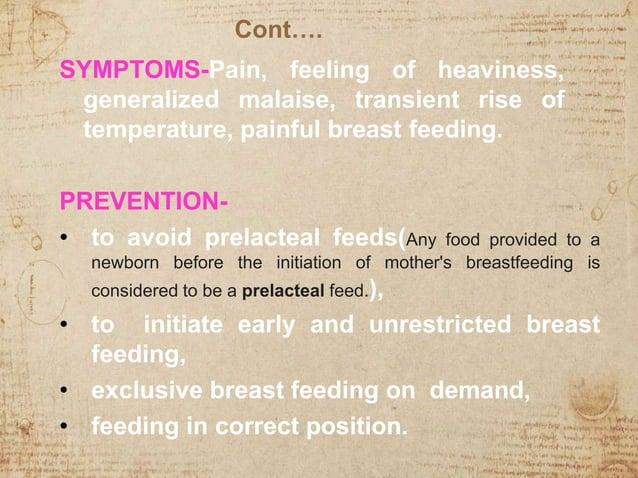 Cont….
SYMPTOMS-Pain, feeling of heaviness,
generalized malaise, transient rise of
temperature, painful breast feeding.
PREVENTION-
• to avoid prelacteal feeds(Any food provided to a
newborn before the initiation of mother's breastfeeding is
considered to be a prelacteal feed.),
• to initiate early and unrestricted breast
feeding,
• exclusive breast feeding on demand,
• feeding in correct position.